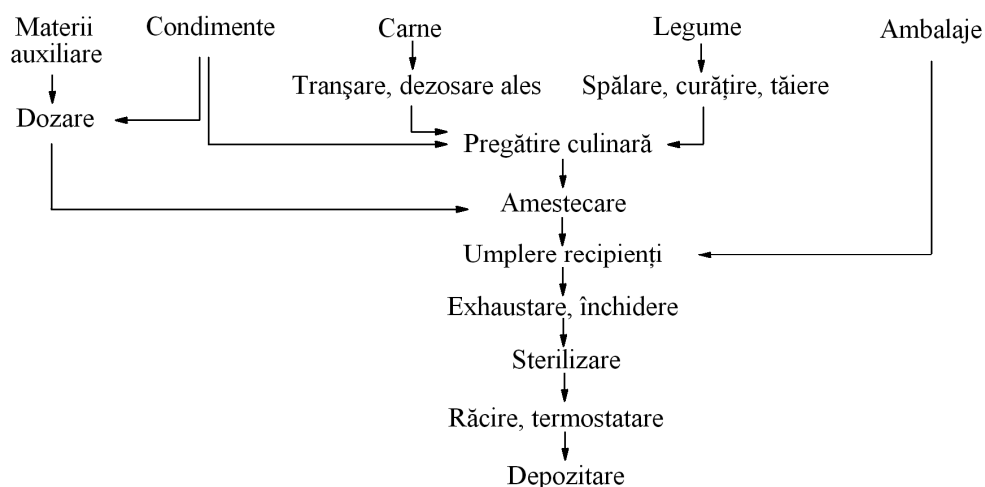 Materii
auxiliare
Condimente
Carne
Legume
Ambalaje
Tranşare, dezosare ales
Spălare, curățire, tăiere
Dozare
Pregătire culinară
Amestecare
Umplere recipienți
Exhaustare, închidere
Sterilizare
Răcire, termostatare
Depozitare